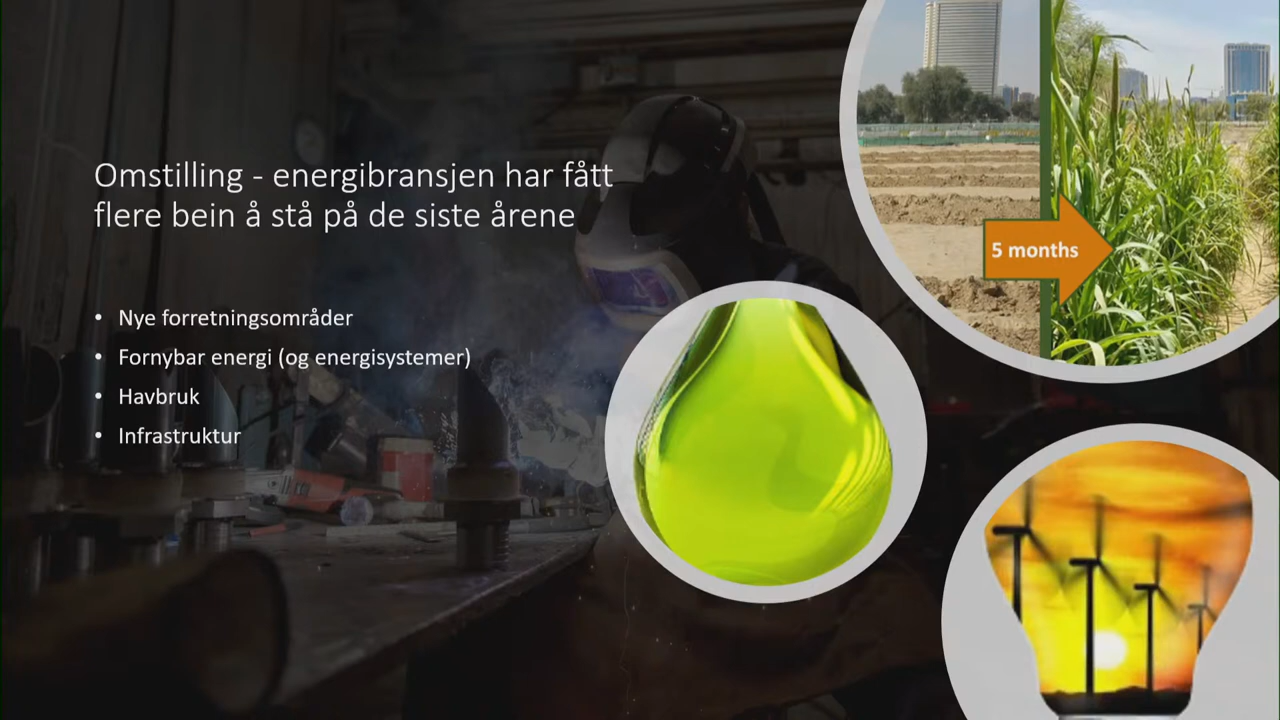 Omstilling - energibransjen har fått
flere bein å stå på de siste årene
• Nye forretningsområder
• Fornybar energi (og energisystemer)
• Havbruk
• Infrastruktur
5 months